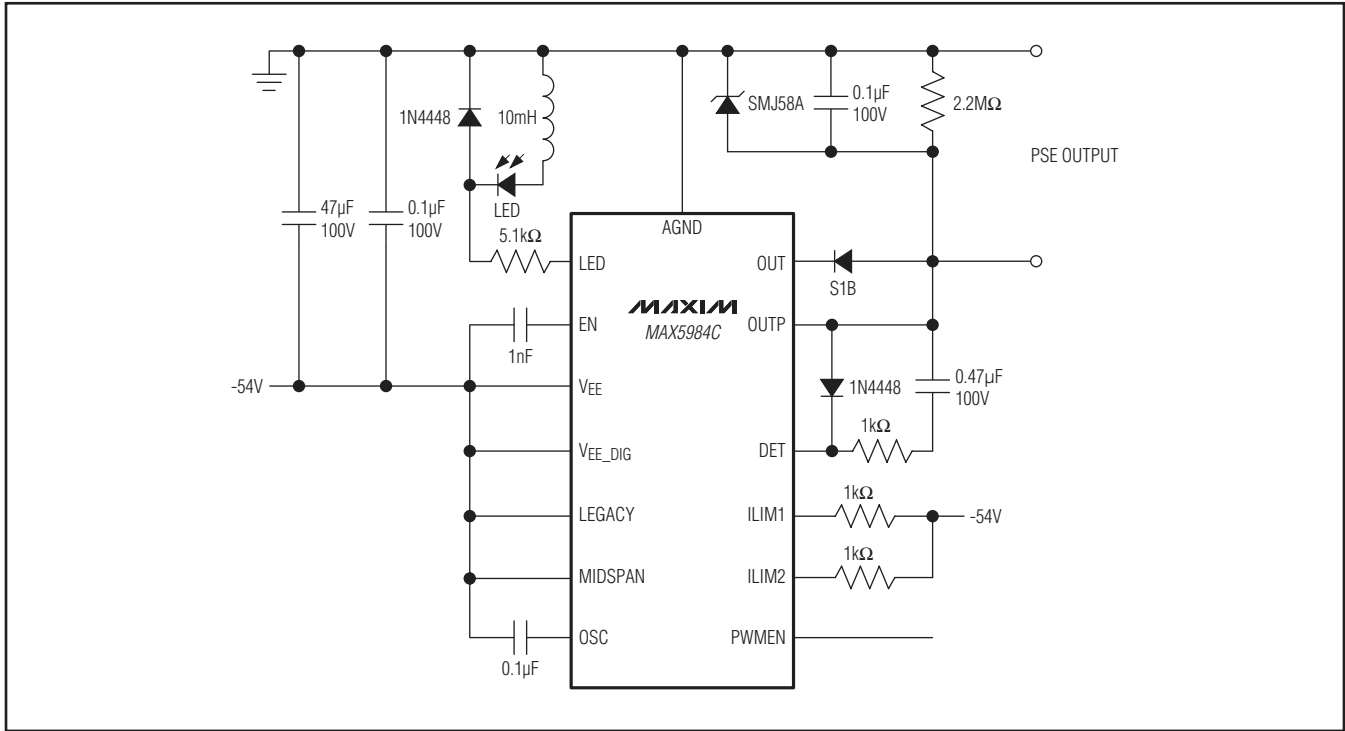 1N4448
10mH
SMJ58A
0.1µF
100V
2.2MΩ
PSE OUTPUT
47µF
100V
0.1µF
100V
LED
5.1kΩ
AGND
LED
OUT
S1B
MAXIM
MAX5984C
EN
OUTP
1nF
-54V
VEE
1N4448
0.47µF
100V
1kΩ
VEE_DIG
DET
1kΩ
LEGACY
ILIM1
-54V
1kΩ
MIDSPAN
ILIM2
OSC
PWMEN
0.1µF